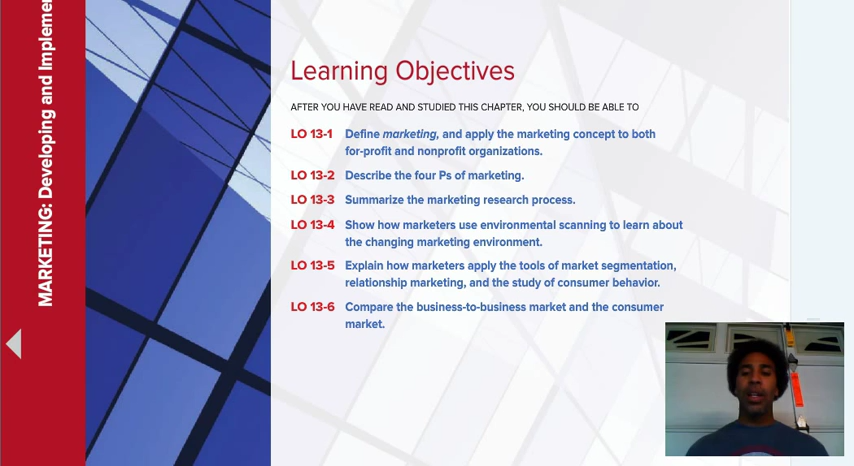 MARKETING: Developing and Implemen
Learning Objectives
AFTER YOU HAVE READ AND STUDIED THIS CHAPTER, YOU SHOULD BE ABLE TO
LO 13-1 Define marketing, and apply the marketing concept to both
for-profit and nonprofit organizations.
LO 13-2 Describe the four Ps of marketing.
LO 13-3 Summarize the marketing research process.
LO 13-4 Show how marketers use environmental scanning to learn about
the changing marketing environment.
LO 13-5 Explain how marketers apply the tools of market segmentation,
relationship marketing, and the study of consumer behavior.
LO 13-6 Compare the business-to-business market and the consumer
market.